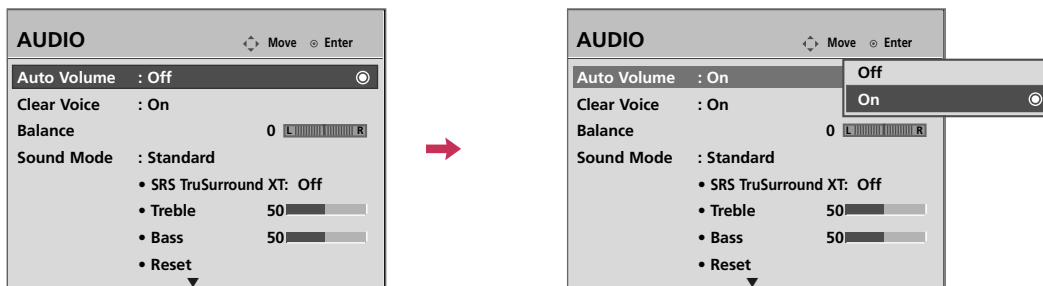 AUDIO
Move
Enter
Auto Volume : Off
Clear Voice : On
Balance 0 L R
Sound Mode : Standard
• SRS TruSurround XT: Off
• Treble 50
• Bass 50
• Reset
AUDIO
Move
Enter
Auto Volume : On
Off
On
Clear Voice : On
Balance 0 L R
Sound Mode : Standard
• SRS TruSurround XT: Off
• Treble 50
• Bass 50
• Reset